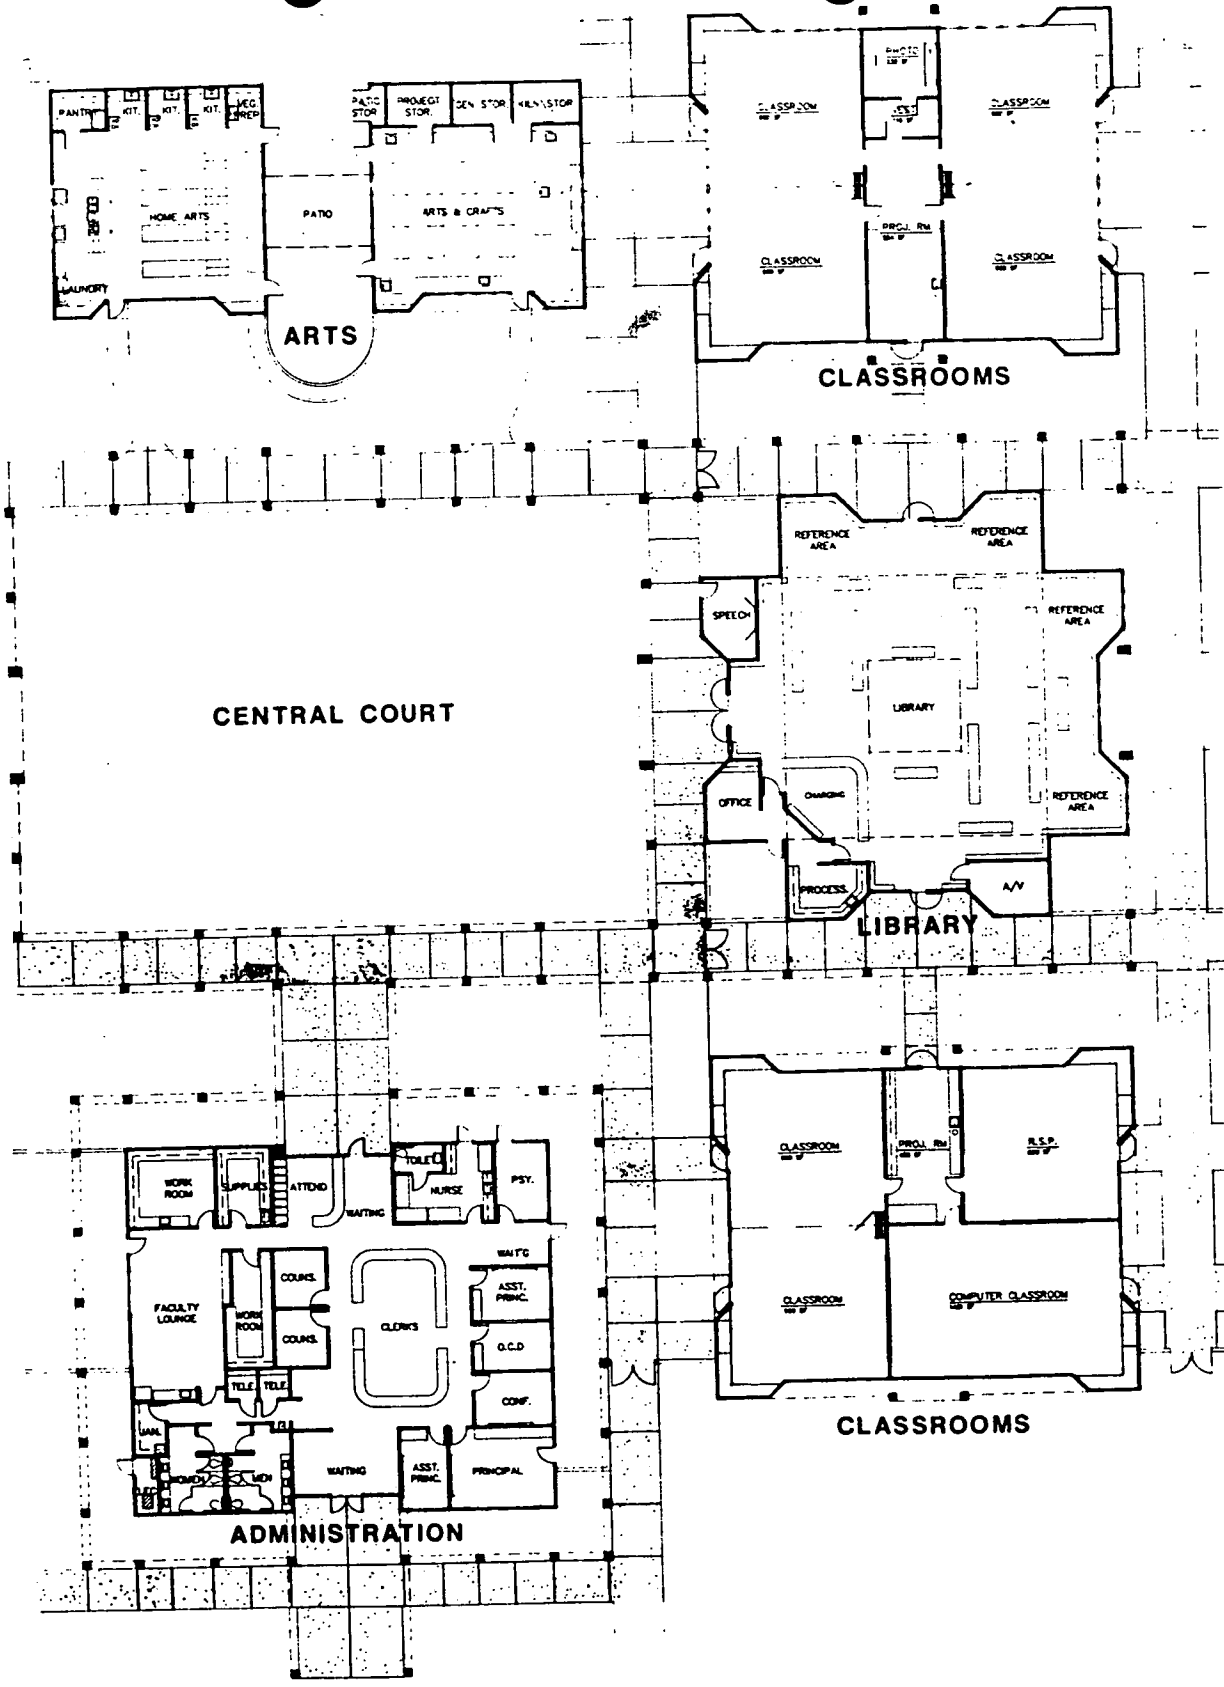 PANTRY
KIT.
KIT.
KIT.
VEG.
PREP
PATIO
STOR
PROJECT
STOR.
GEN STOR.
KILN/STOR
HOME ARTS
PATIO
ARTS & CRAFTS
LAUNDRY
ARTS
PHOTO
CLASSROOM
CLASSROOM
PROJ. RM
CLASSROOM
CLASSROOM
CLASSROOMS
REFERENCE
AREA
REFERENCE
AREA
SPEECH
REFERENCE
AREA
CENTRAL COURT
LIBRARY
OFFICE
CHARGING
REFERENCE
AREA
PROCESS.
A/V
LIBRARY
WORK
ROOM
SUPPLIES
ATTEND
WAITING
TOILET
NURSE
PSY.
WAIT'G
COUNS.
ASST.
PRINC.
FACULTY
LOUNGE
WORK
ROOM
COUNS.
CLERKS
O.C.D
TELE.
TELE.
CONF.
JAN.
WOMEN
MEN
WAITING
ASST.
PRINC.
PRINCIPAL
ADMINISTRATION
CLASSROOM
PROJ. RM
R.S.P.
CLASSROOM
COMPUTER CLASSROOM
CLASSROOMS